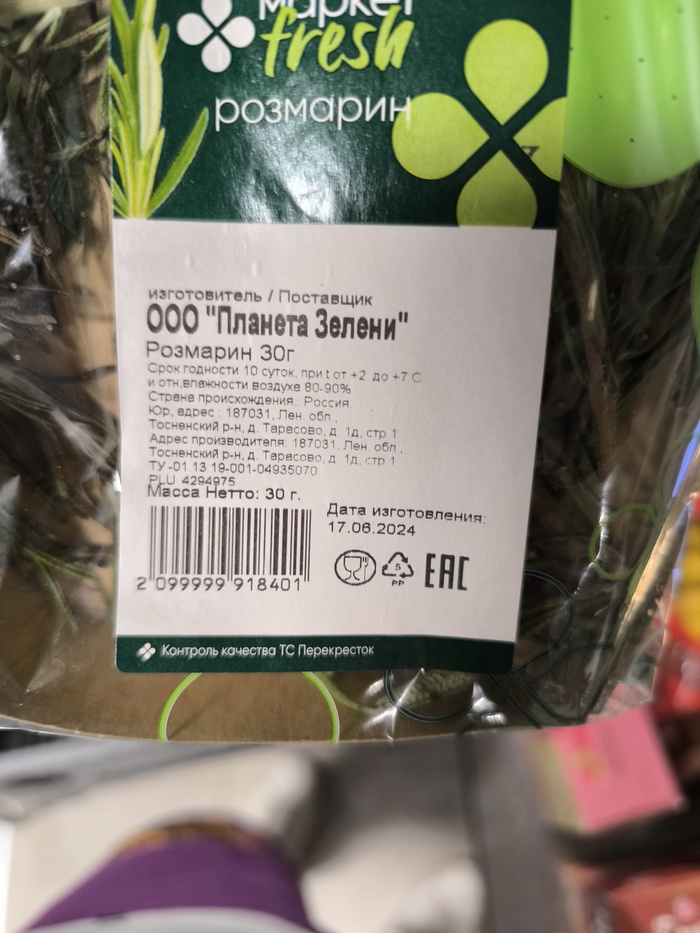 маркет
fresh
розмарин
изготовитель / Поставщик
ООО "Планета Зелени"
Розмарин 30г
Срок годности 10 суток, при t от +2 до +7 С
и отн,влажности воздуха 80-90%
Страна происхождения.. Россия.
Юр, адрес : 187031, Лен. обл.,
Тосненский р-н, д. Тарасово, д. 1д, стр 1
Адрес производителя: 187031, Лен. обл.,
Тосненский р-н, д. Тарасово, д. 1д, стр 1
ТУ-01.13.19-001-04935070
PLU 4294975
Масса Нетто: 30 г.
Дата изготовления:
17.06.2024
2 099999 918401
5
PP
ЕАС
Контроль качества ТС Перекресток